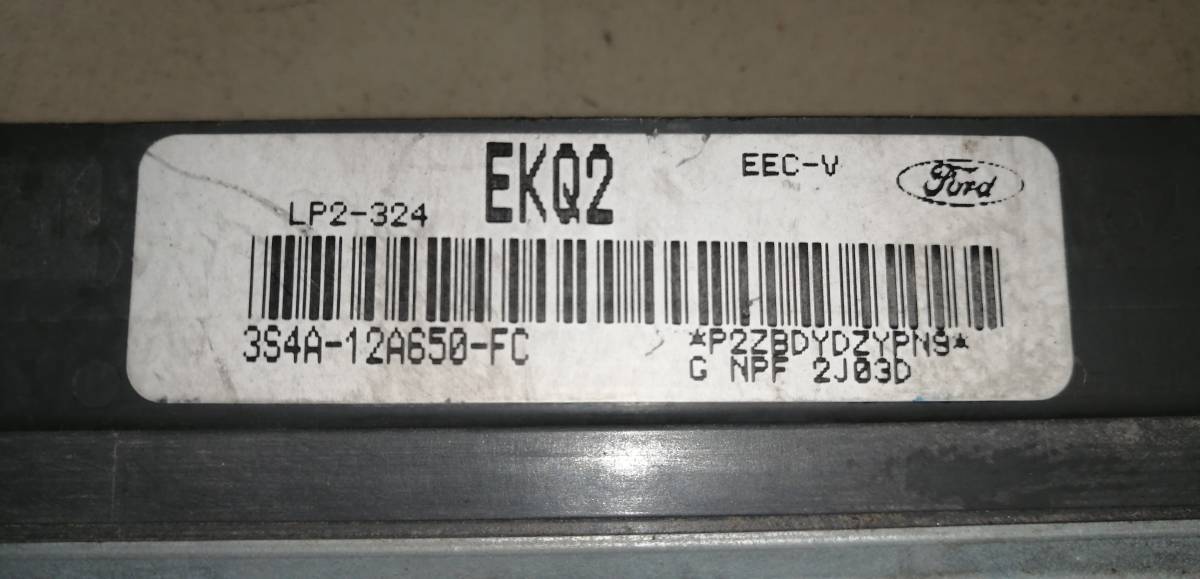 EKQ2
EEC-V
Ford
LP2-324
3S4A-12A650-FC
*P2ZBDYDZYPN9*
G NPF 2J03D